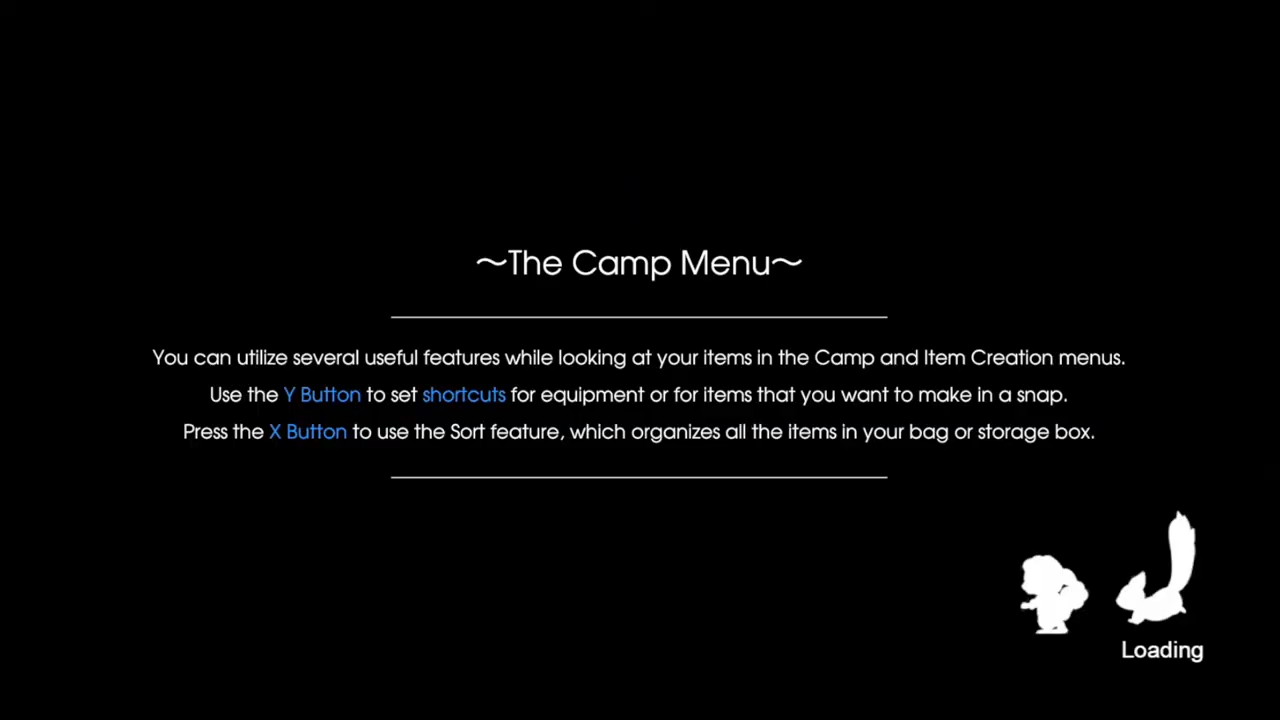 ～The Camp Menu～
You can utilize several useful features while looking at your items in the Camp and Item Creation menus.
Use the Y Button to set shortcuts for equipment or for items that you want to make in a snap.
Press the X Button to use the Sort feature, which organizes all the items in your bag or storage box.
Loading